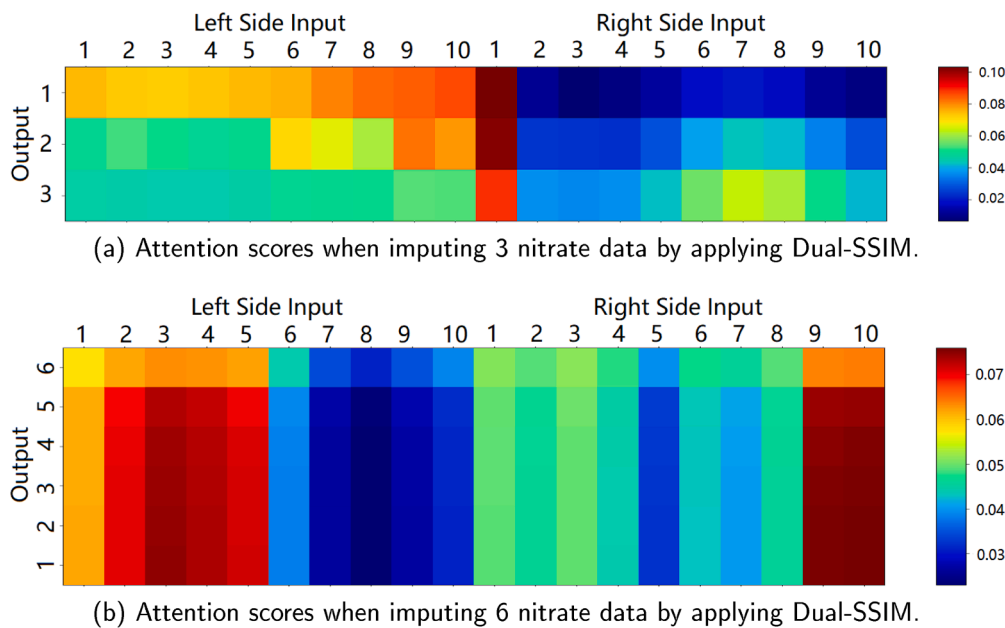 Left Side Input Right Side Input
1 2 3 4 5 6 7 8 9 10 1 2 3 4 5 6 7 8 9 10
Output
1
2
3
0.10
0.08
0.06
0.04
0.02
(a) Attention scores when imputing 3 nitrate data by applying Dual-SSIM.
Left Side Input Right Side Input
1 2 3 4 5 6 7 8 9 10 1 2 3 4 5 6 7 8 9 10
Output
6
5
4
3
2
1
0.07
0.06
0.05
0.04
0.03
(b) Attention scores when imputing 6 nitrate data by applying Dual-SSIM.